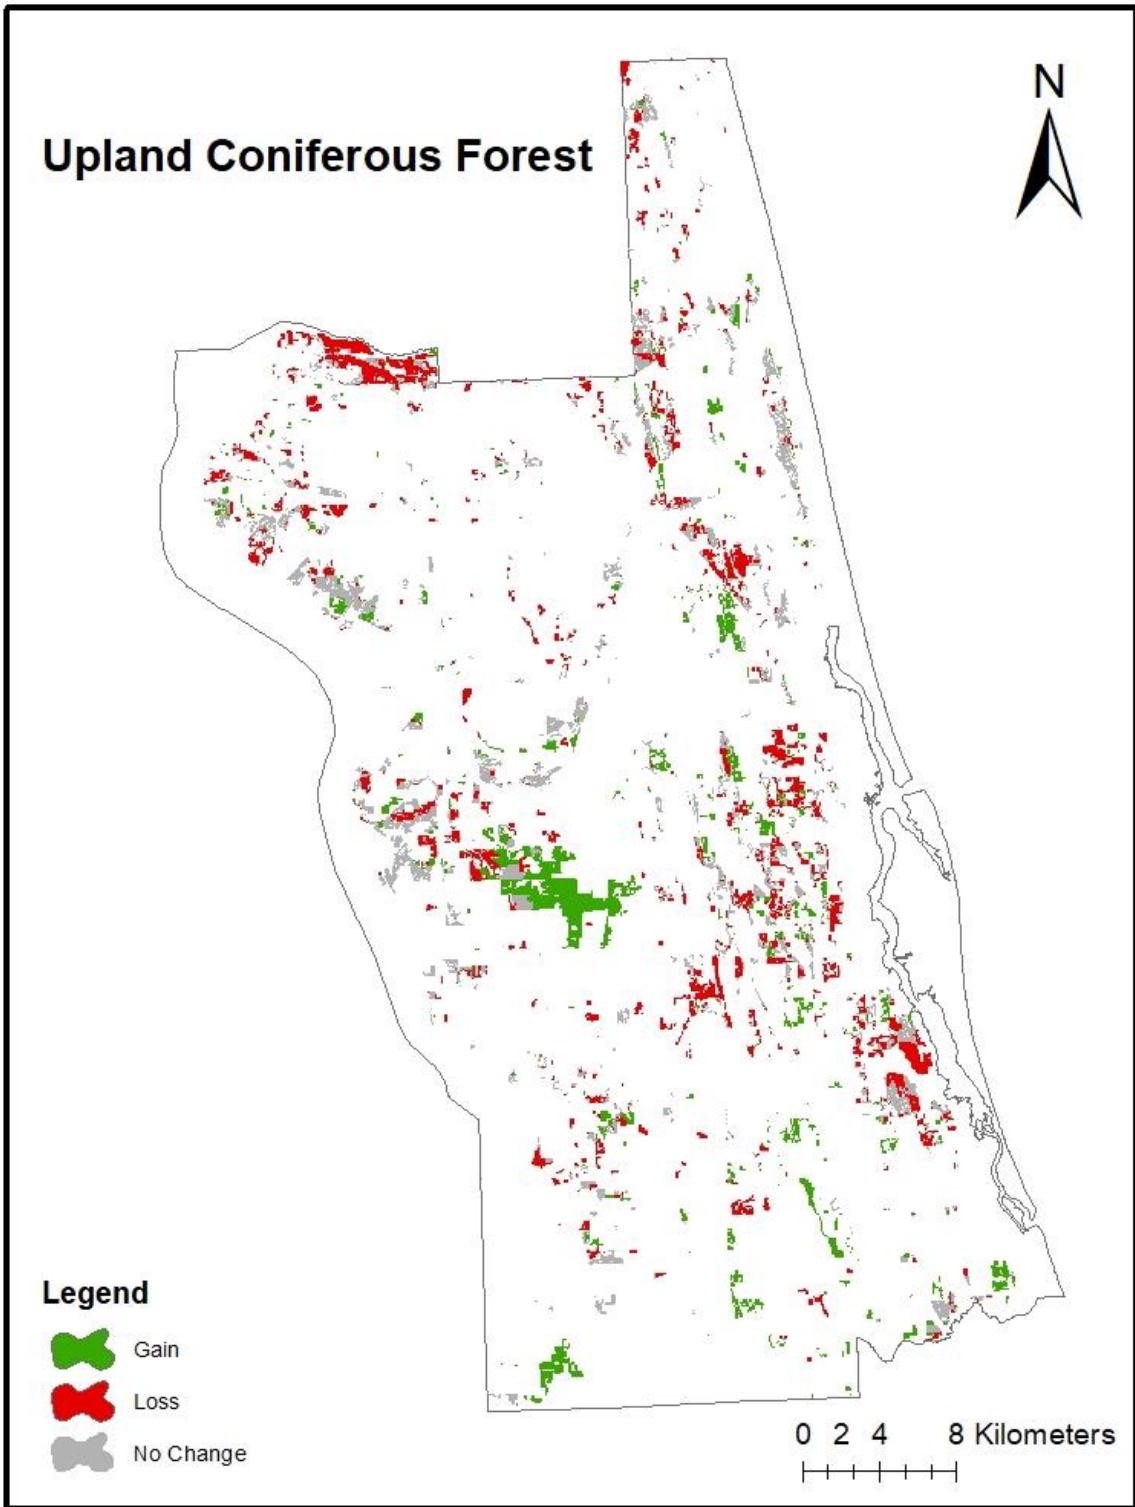 N
Upland Coniferous Forest
Legend
Gain
Loss
No Change
0 2 4 8 Kilometers